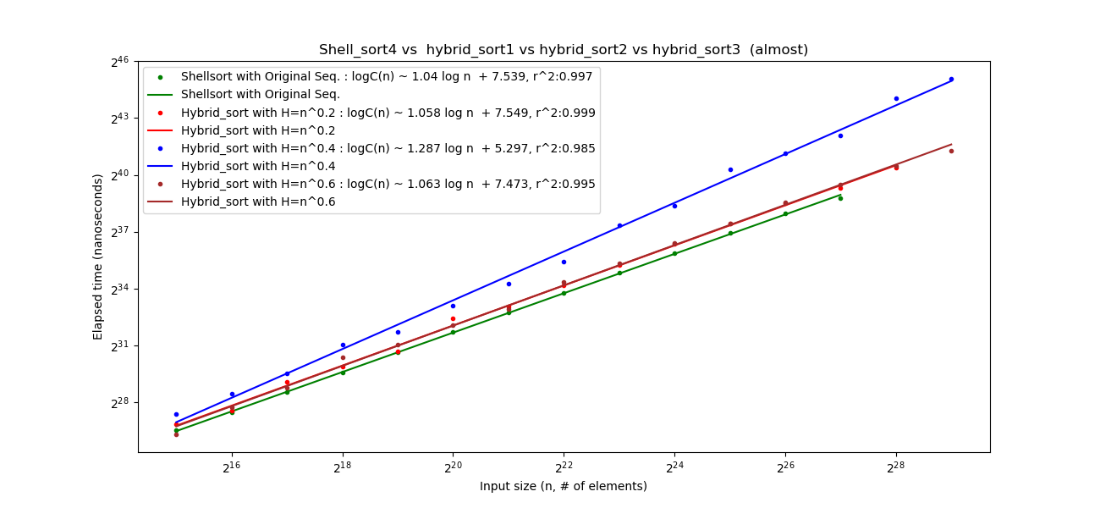 Shell_sort4 vs  hybrid_sort1 vs hybrid_sort2 vs hybrid_sort3  (almost)
Shellsort with Original Seq. : logC(n) ~ 1.04 log n  + 7.539, r^2:0.997
Shellsort with Original Seq.
Hybrid_sort with H=n^0.2 : logC(n) ~ 1.058 log n  + 7.549, r^2:0.999
Hybrid_sort with H=n^0.2
Hybrid_sort with H=n^0.4 : logC(n) ~ 1.287 log n  + 5.297, r^2:0.985
Hybrid_sort with H=n^0.4
Hybrid_sort with H=n^0.6 : logC(n) ~ 1.063 log n  + 7.473, r^2:0.995
Hybrid_sort with H=n^0.6
Elapsed time (nanoseconds)
2^46
2^43
2^40
2^37
2^34
2^31
2^28
2^16 2^18 2^20 2^22 2^24 2^26 2^28
Input size (n, # of elements)